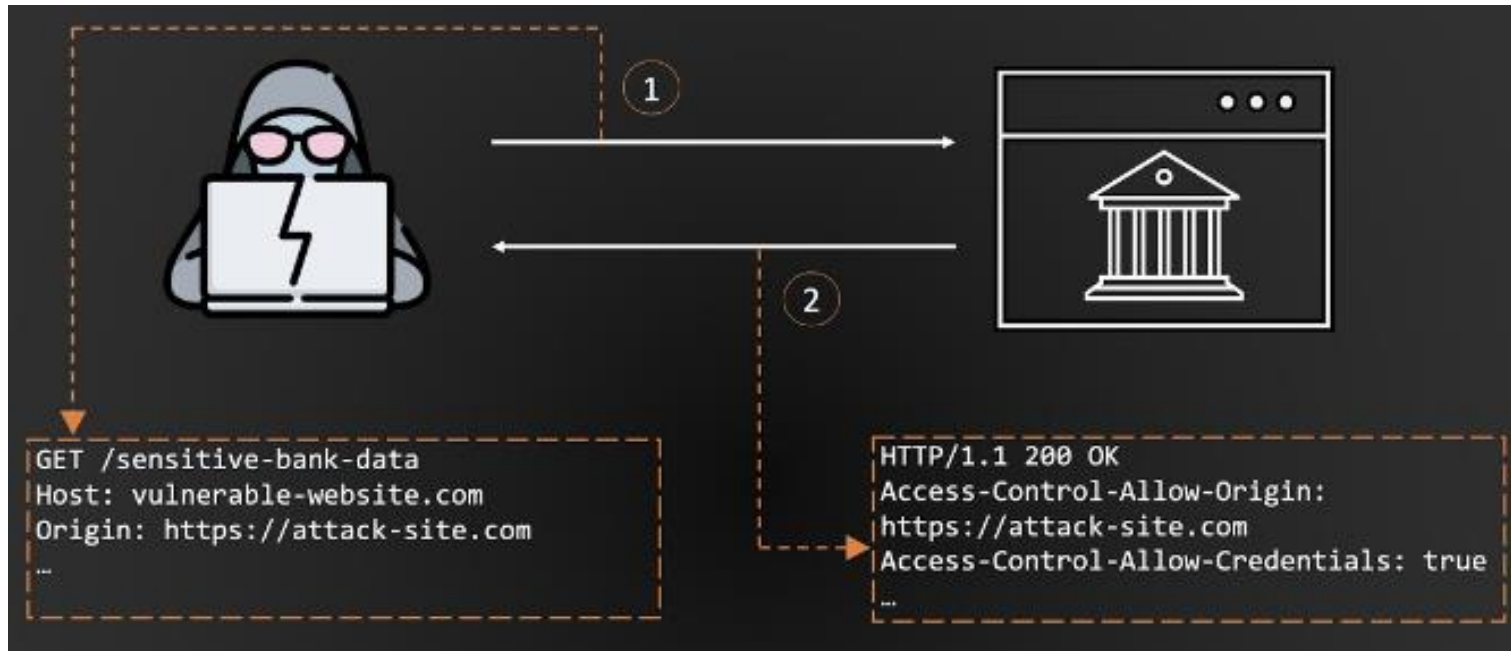 1
2
GET /sensitive-bank-data
Host: vulnerable-website.com
Origin: https://attack-site.com
…
HTTP/1.1 200 OK
Access-Control-Allow-Origin:
https://attack-site.com
Access-Control-Allow-Credentials: true
…